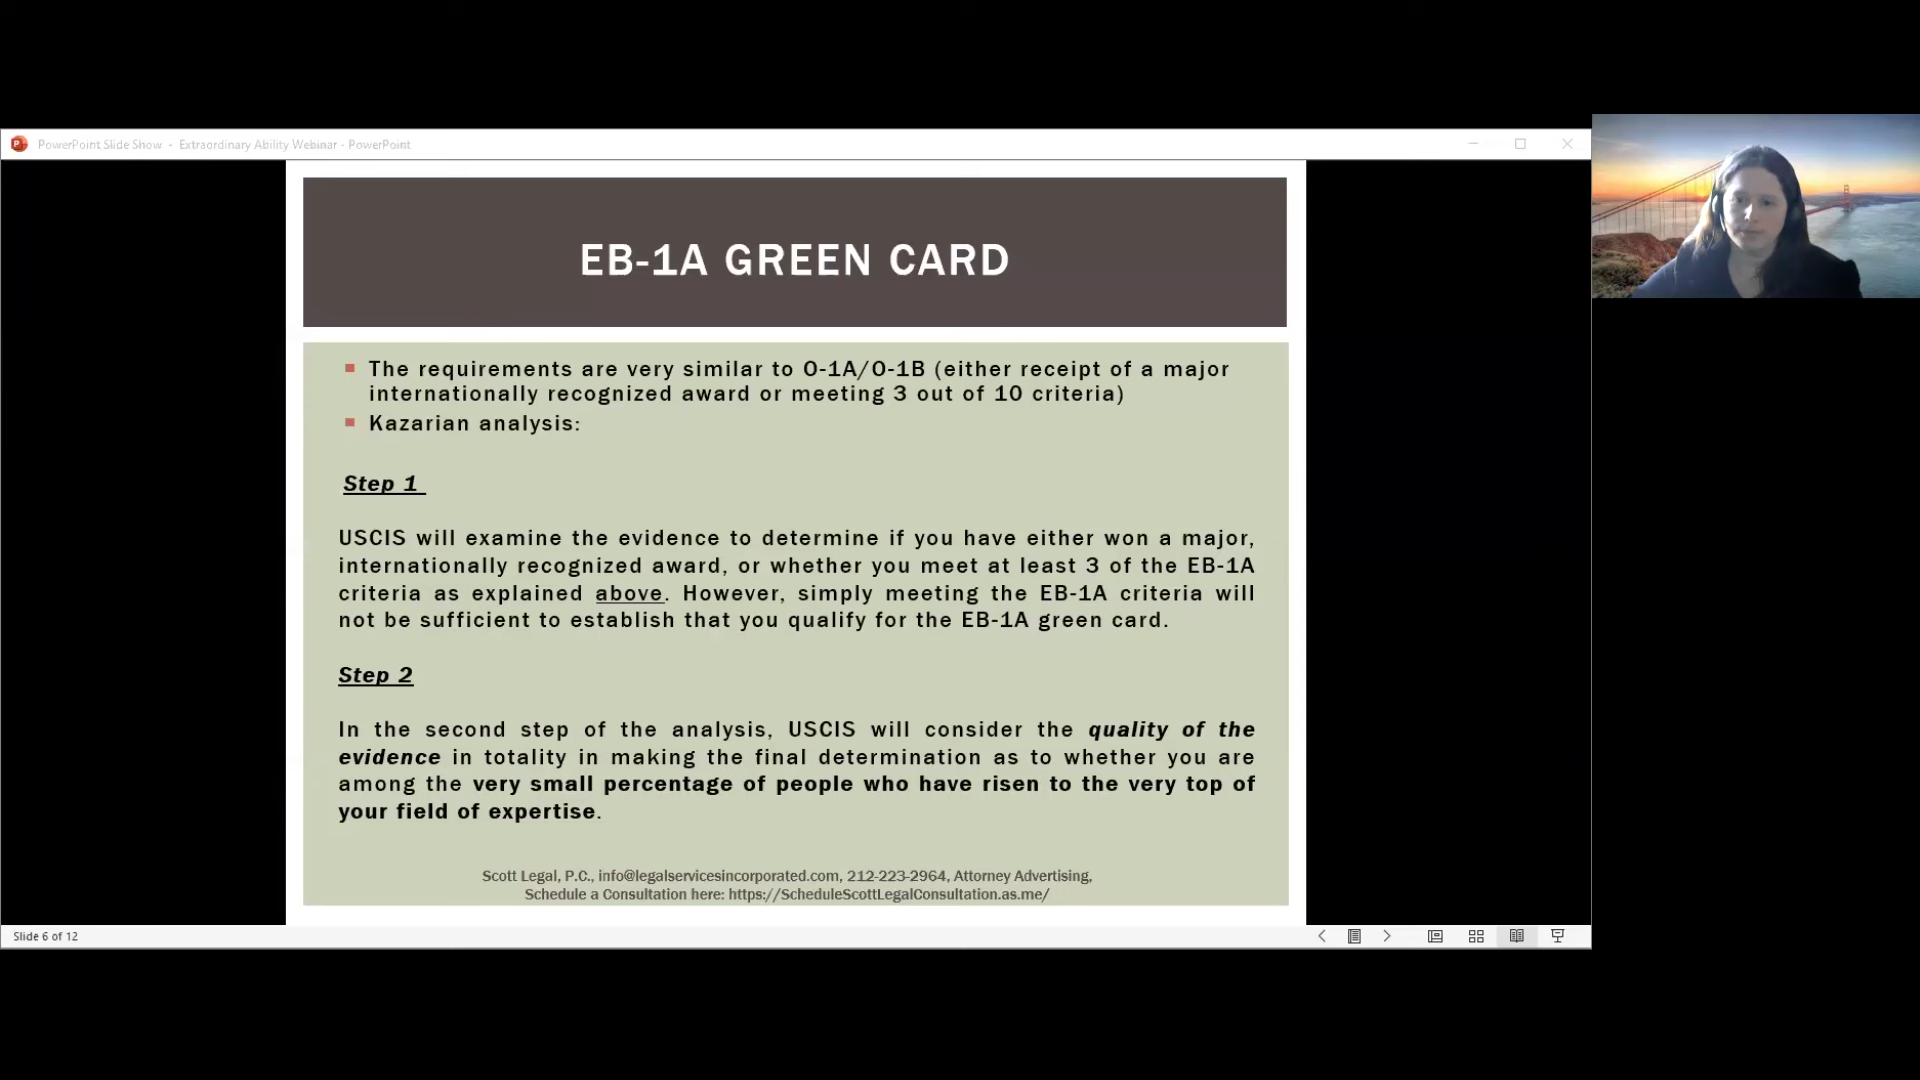 PowerPoint Slide Show - Extraordinary Ability Webinar - PowerPoint
EB-1A GREEN CARD
The requirements are very similar to O-1A/O-1B (either receipt of a major
internationally recognized award or meeting 3 out of 10 criteria)
Kazarian analysis:
Step 1
USCIS will examine the evidence to determine if you have either won a major,
internationally recognized award, or whether you meet at least 3 of the EB-1A
criteria as explained above. However, simply meeting the EB-1A criteria will
not be sufficient to establish that you qualify for the EB-1A green card.
Step 2
In the second step of the analysis, USCIS will consider the quality of the
evidence in totality in making the final determination as to whether you are
among the very small percentage of people who have risen to the very top of
your field of expertise.
Scott Legal, P.C., info@legalservicesincorporated.com, 212-223-2964, Attorney Advertising,
Schedule a Consultation here: https://ScheduleScottLegalConsultation.as.me/
Slide 6 of 12